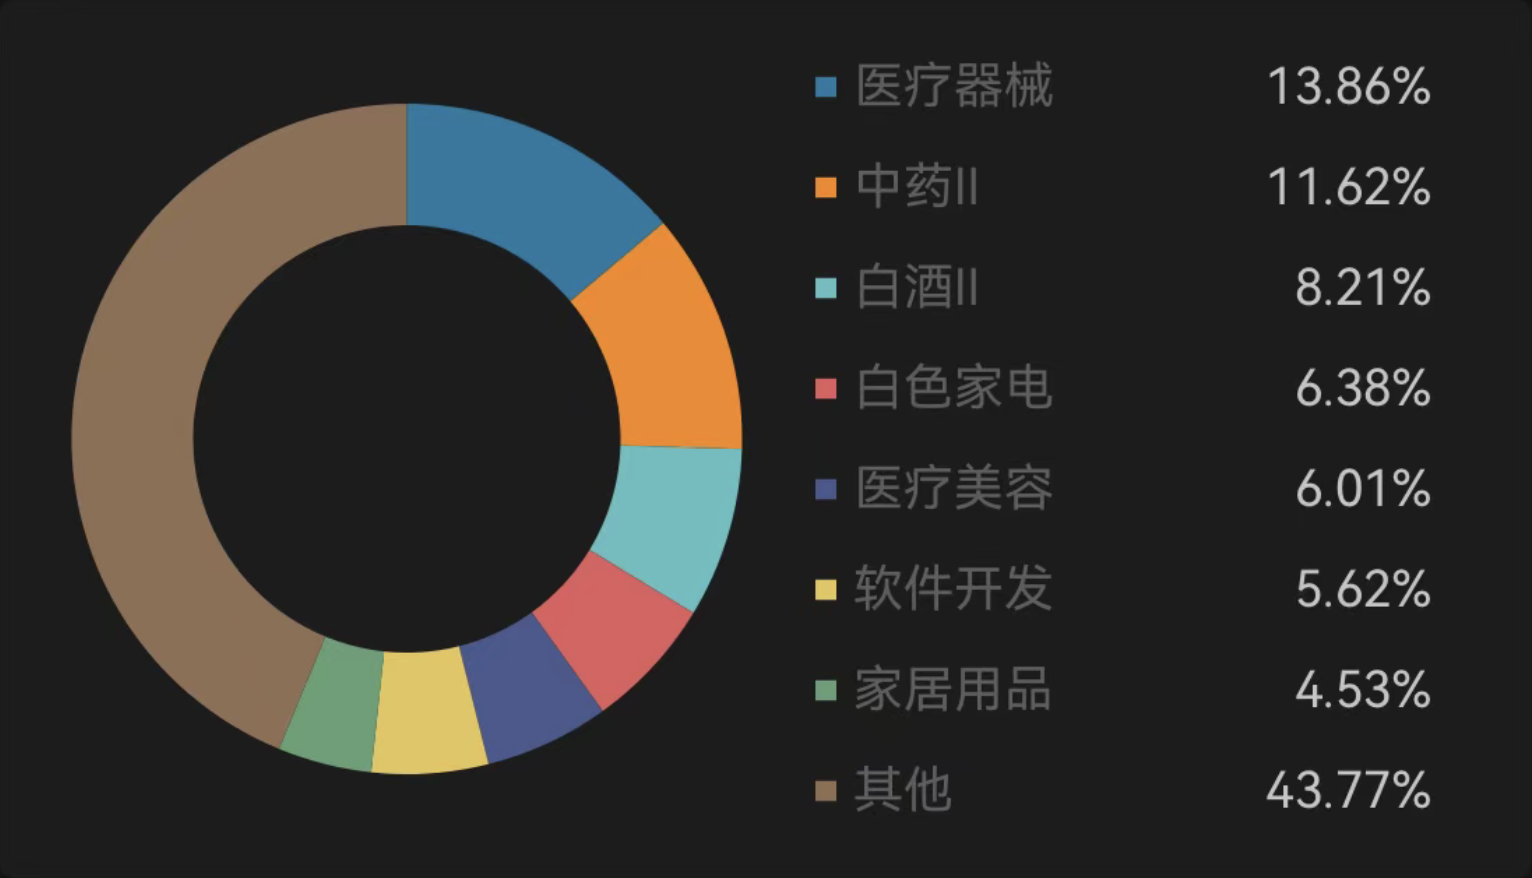 医疗器械 13.86%
中药II 11.62%
白酒II 8.21%
白色家电 6.38%
医疗美容 6.01%
软件开发 5.62%
家居用品 4.53%
其他 43.77%